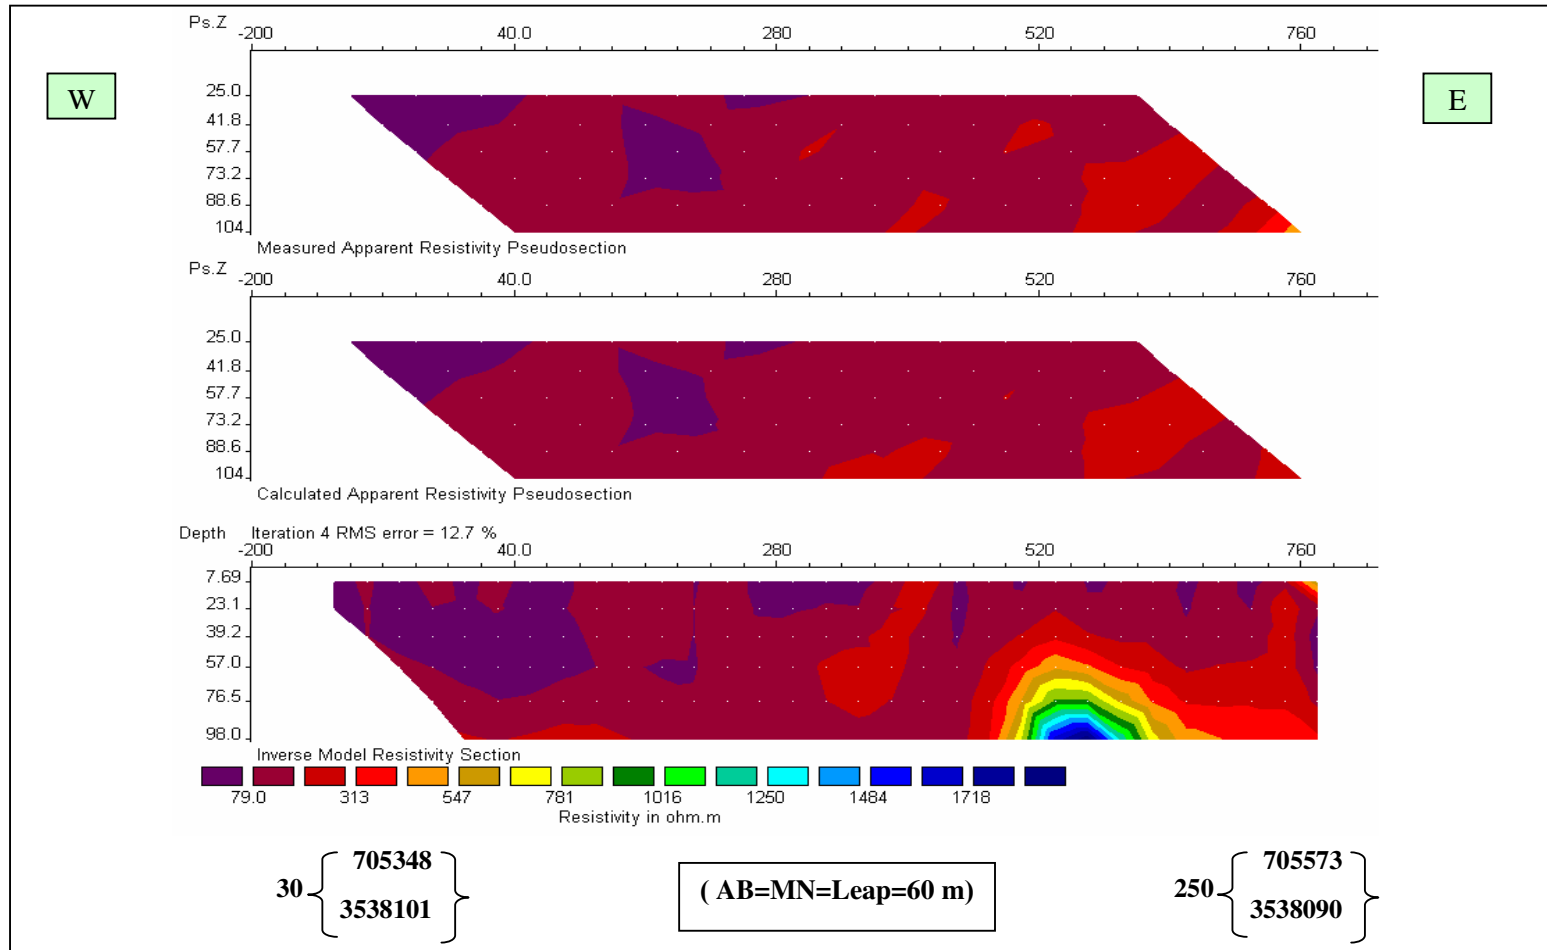 Ps.Z
-200 40.0 280 520 760
W
E
25.0
41.8
57.7
73.2
88.6
104
Measured Apparent Resistivity Pseudosection
Ps.Z
-200 40.0 280 520 760
25.0
41.8
57.7
73.2
88.6
104
Calculated Apparent Resistivity Pseudosection
Depth Iteration 4 RMS error = 12.7 %
-200 40.0 280 520 760
7.69
23.1
39.2
57.0
76.5
98.0
Inverse Model Resistivity Section
79.0 313 547 781 1016 1250 1484 1718
Resistivity in ohm.m
30 { 705348
3538101 }
( AB=MN=Leap=60 m)
250 { 705573
3538090 }